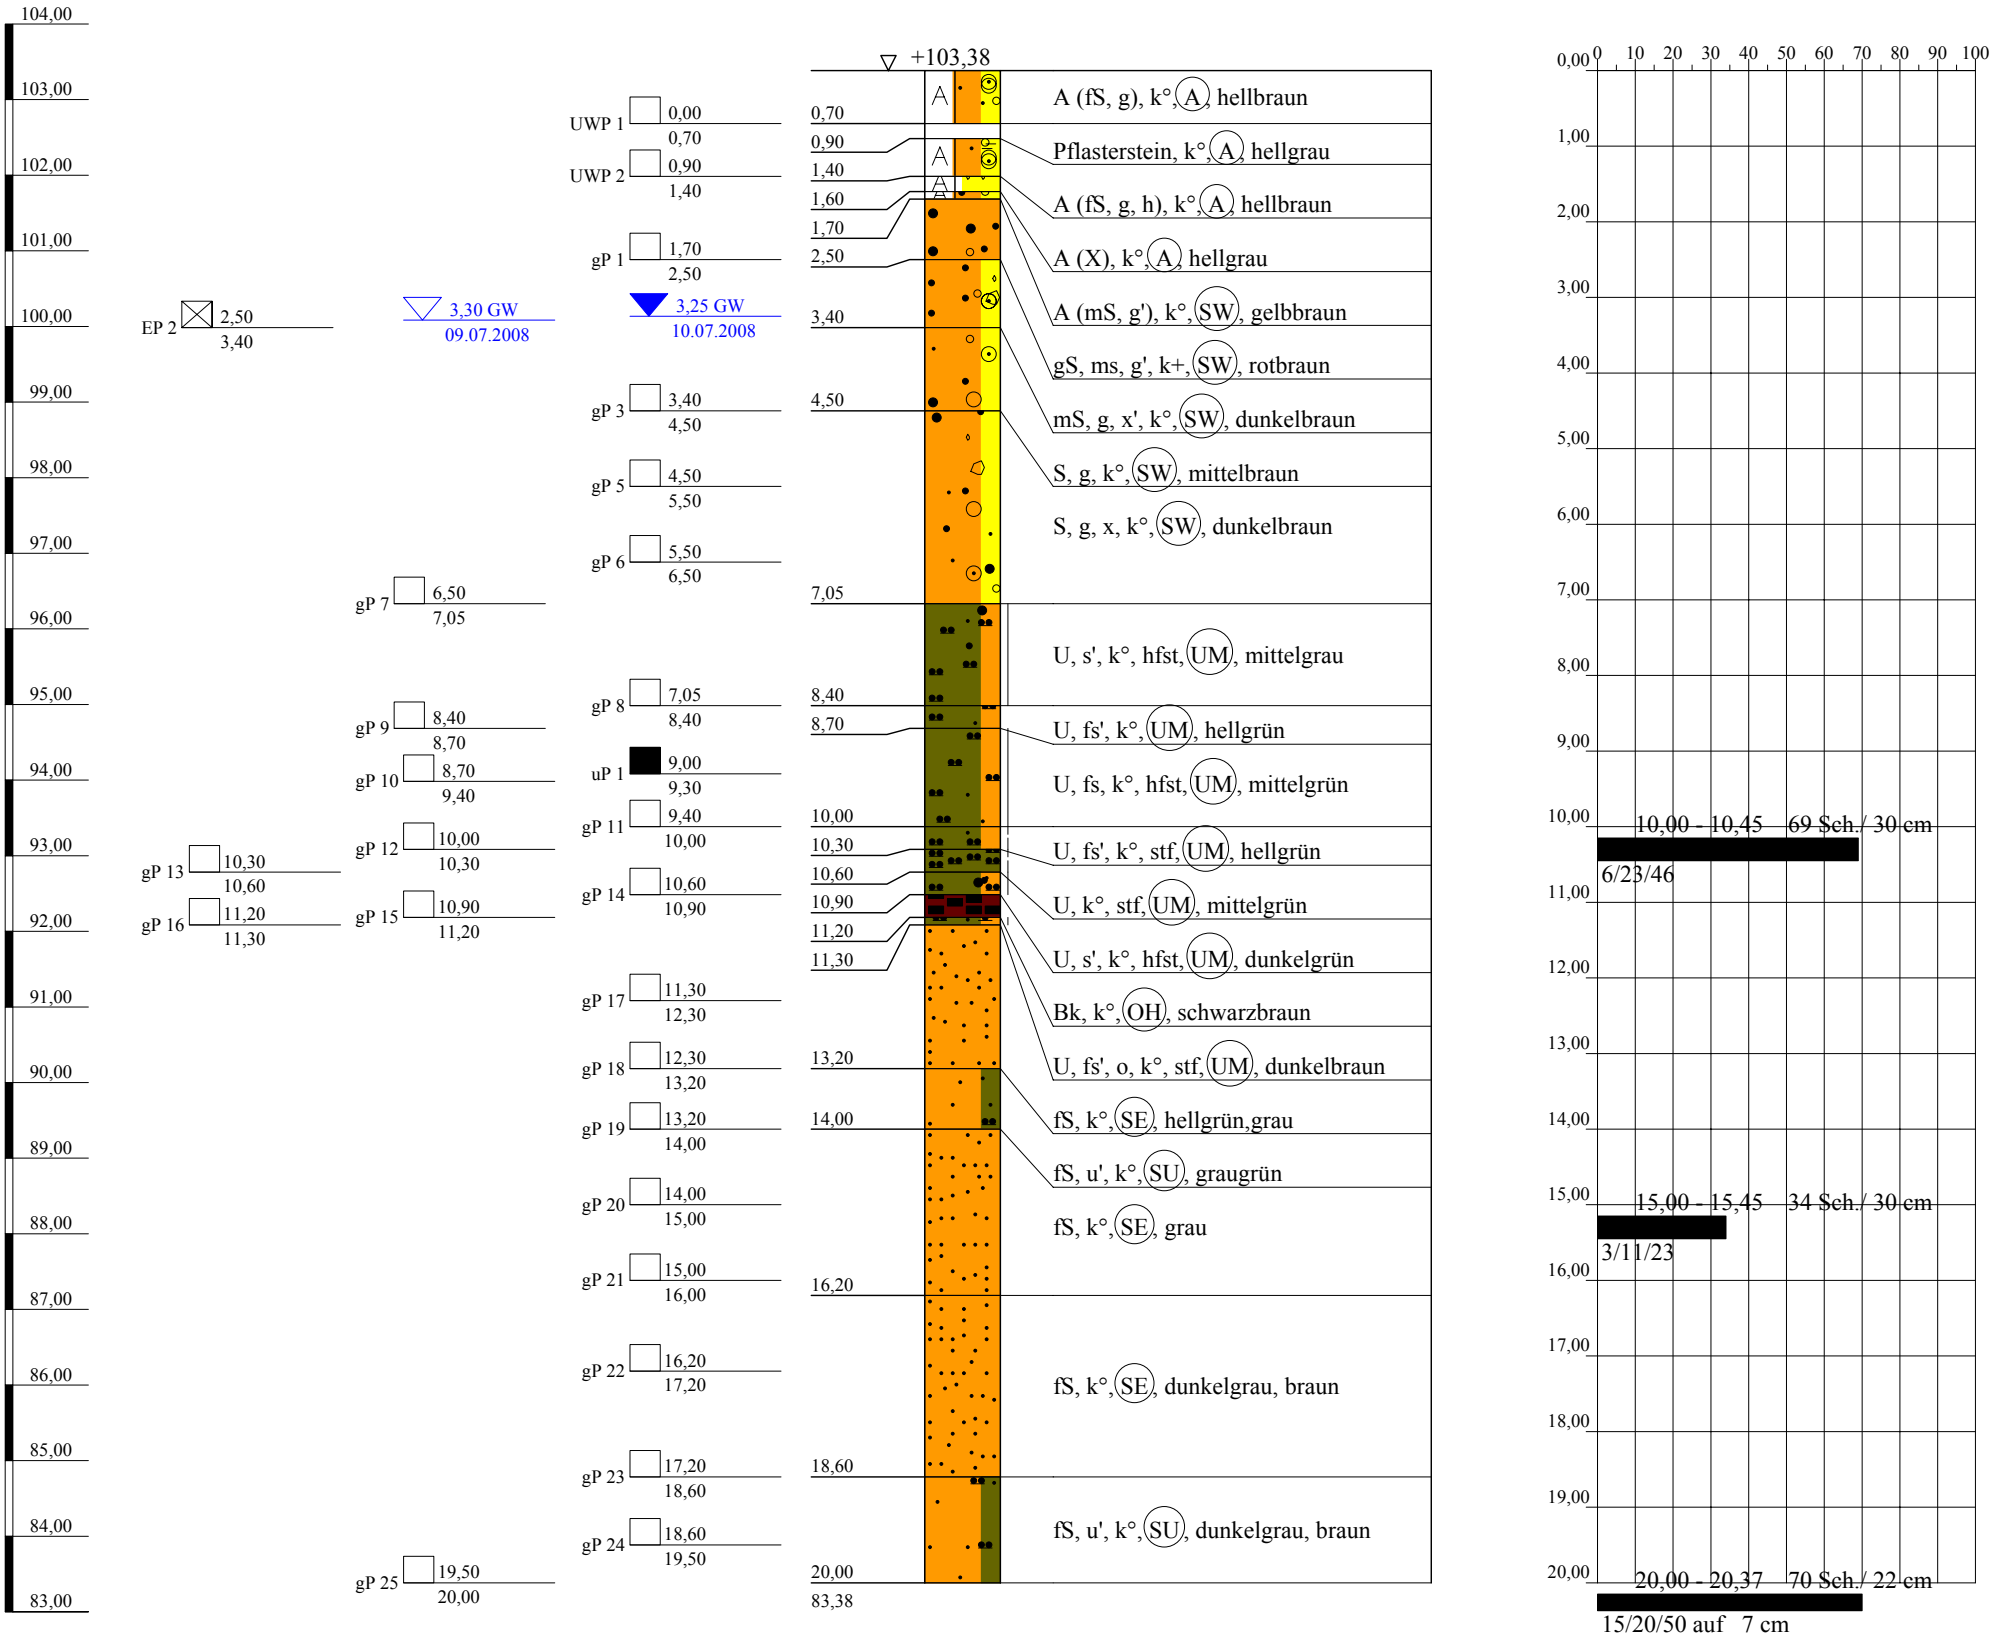 104,00
103,00
102,00
101,00
100,00
99,00
98,00
97,00
96,00
95,00
94,00
93,00
92,00
91,00
90,00
89,00
88,00
87,00
86,00
85,00
84,00
83,00
EP 2 2,50
3,40
gP 13 10,30
10,60
gP 16 11,20
11,30
3,30 GW
09.07.2008
gP 7 6,50
7,05
gP 9 8,40
8,70
gP 10 8,70
9,40
gP 12 10,00
10,30
gP 15 10,90
11,20
gP 25 19,50
20,00
UWP 1 0,00
0,70
UWP 2 0,90
1,40
gP 1 1,70
2,50
3,25 GW
10.07.2008
gP 3 3,40
4,50
gP 5 4,50
5,50
gP 6 5,50
6,50
gP 8 7,05
8,40
uP 1 9,00
9,30
gP 11 9,40
10,00
gP 14 10,60
10,90
gP 17 11,30
12,30
gP 18 12,30
13,20
gP 19 13,20
14,00
gP 20 14,00
15,00
gP 21 15,00
16,00
gP 22 16,20
17,20
gP 23 17,20
18,60
gP 24 18,60
19,50
+103,38
0,70
0,90
1,40
1,60
1,70
2,50
3,40
4,50
7,05
8,40
8,70
10,00
10,30
10,60
10,90
11,20
11,30
13,20
14,00
16,20
18,60
20,00
83,38
A
A
A
A
A (fS, g), k°, A, hellbraun
Pflasterstein, k°, A, hellgrau
A (fS, g, h), k°, A, hellbraun
A (X), k°, A, hellgrau
A (mS, g'), k°, SW, gelbbraun
gS, ms, g', k+, SW, rotbraun
mS, g, x', k°, SW, dunkelbraun
S, g, k°, SW, mittelbraun
S, g, x, k°, SW, dunkelbraun
U, s', k°, hfst, UM, mittelgrau
U, fs', k°, UM, hellgrün
U, fs, k°, hfst, UM, mittelgrün
U, fs', k°, stf, UM, hellgrün
U, k°, stf, UM, mittelgrün
U, s', k°, hfst, UM, dunkelgrün
Bk, k°, OH, schwarzbraun
U, fs', o, k°, stf, UM, dunkelbraun
fS, k°, SE, hellgrün,grau
fS, u', k°, SU, graugrün
fS, k°, SE, grau
fS, k°, SE, dunkelgrau, braun
fS, u', k°, SU, dunkelgrau, braun
0 10 20 30 40 50 60 70 80 90 100
0,00
1,00
2,00
3,00
4,00
5,00
6,00
7,00
8,00
9,00
10,00
10,00 - 10,45 69 Sch./ 30 cm
6/23/46
11,00
12,00
13,00
14,00
15,00
15,00 - 15,45 34 Sch./ 30 cm
3/11/23
16,00
17,00
18,00
19,00
20,00
20,00 - 20,37 70 Sch./ 22 cm
15/20/50 auf 7 cm